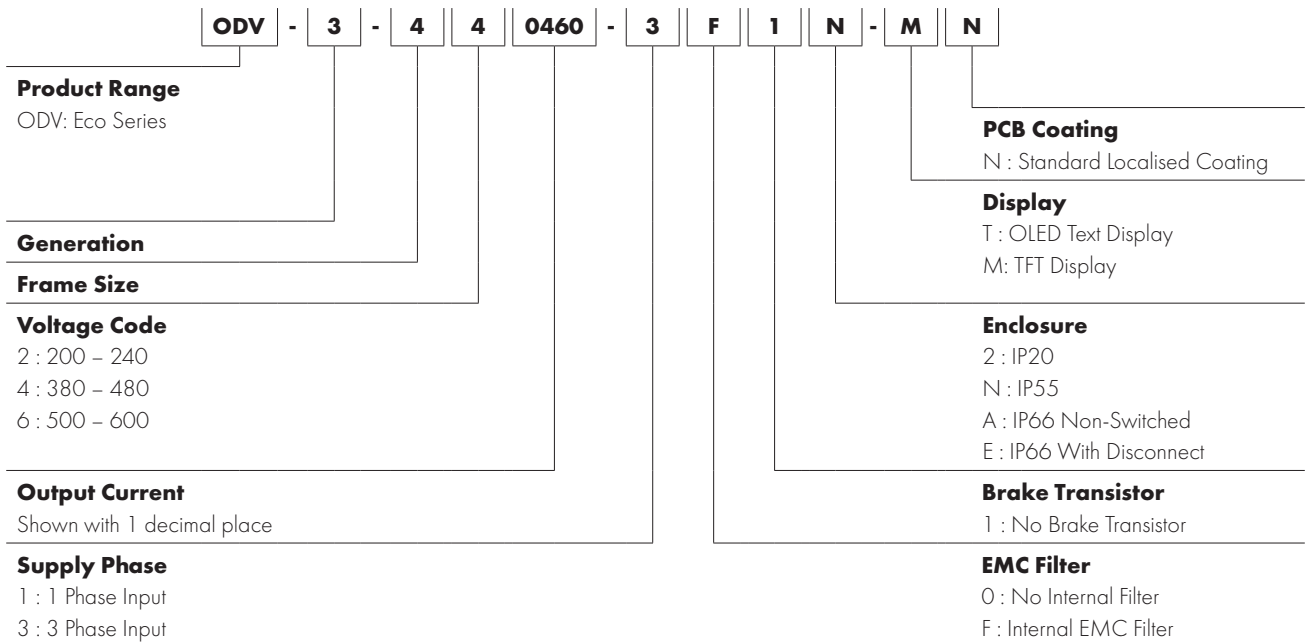 ODV - 3 - 4 4 0460 - 3 F 1 N - M N
Product Range
ODV: Eco Series
Generation
Frame Size
Voltage Code
2 : 200 – 240
4 : 380 – 480
6 : 500 – 600
Output Current
Shown with 1 decimal place
Supply Phase
1 : 1 Phase Input
3 : 3 Phase Input
PCB Coating
N : Standard Localised Coating
Display
T : OLED Text Display
M: TFT Display
Enclosure
2 : IP20
N : IP55
A : IP66 Non-Switched
E : IP66 With Disconnect
Brake Transistor
1 : No Brake Transistor
EMC Filter
0 : No Internal Filter
F : Internal EMC Filter